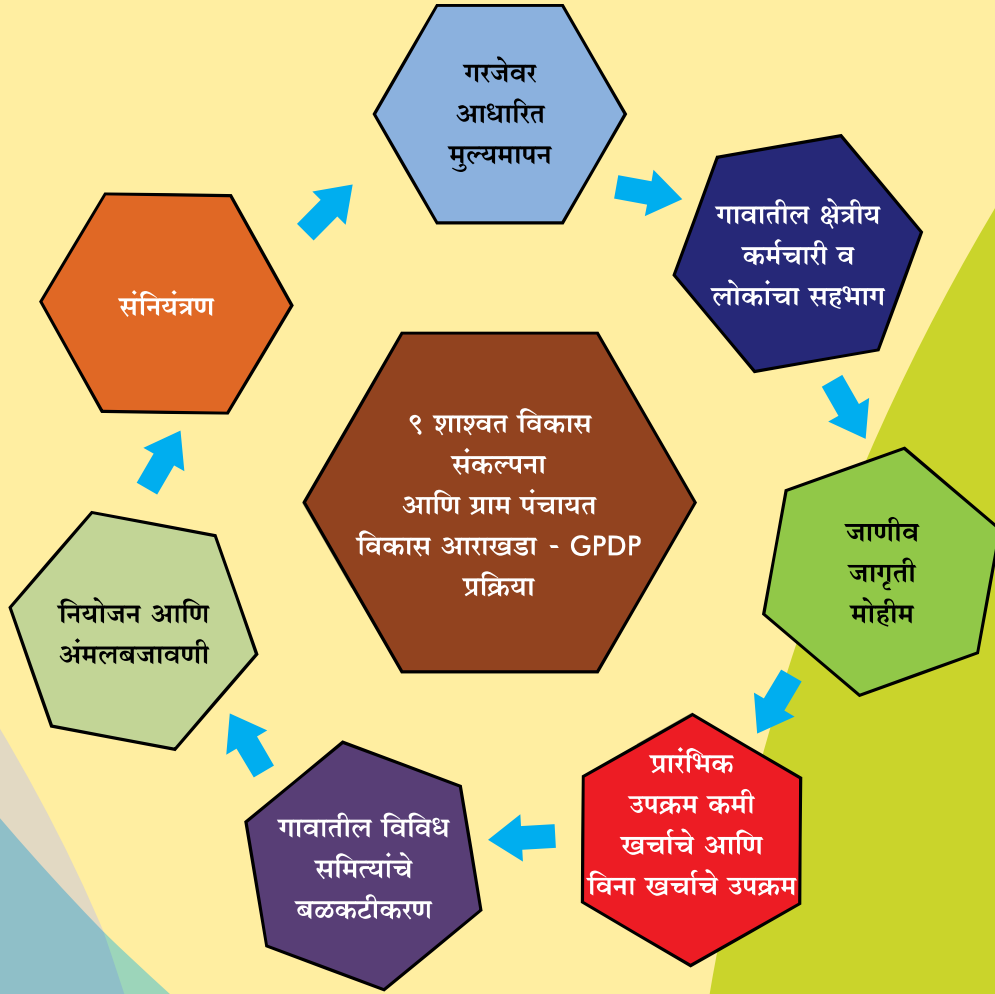 गरजेवर
आधारित
मुल्यमापन
गावातील क्षेत्रीय
कर्मचारी व
लोकांचा सहभाग
जाणीव
जागृती
मोहीम
प्रारंभिक
उपक्रम कमी
खर्चाचे आणि
विना खर्चाचे उपक्रम
गावातील विविध
समित्यांचे
बळकटीकरण
नियोजन आणि
अंमलबजावणी
संनियंत्रण
९ शाश्वत विकास
संकल्पना
आणि ग्राम पंचायत
विकास आराखडा - GPDP
प्रक्रिया